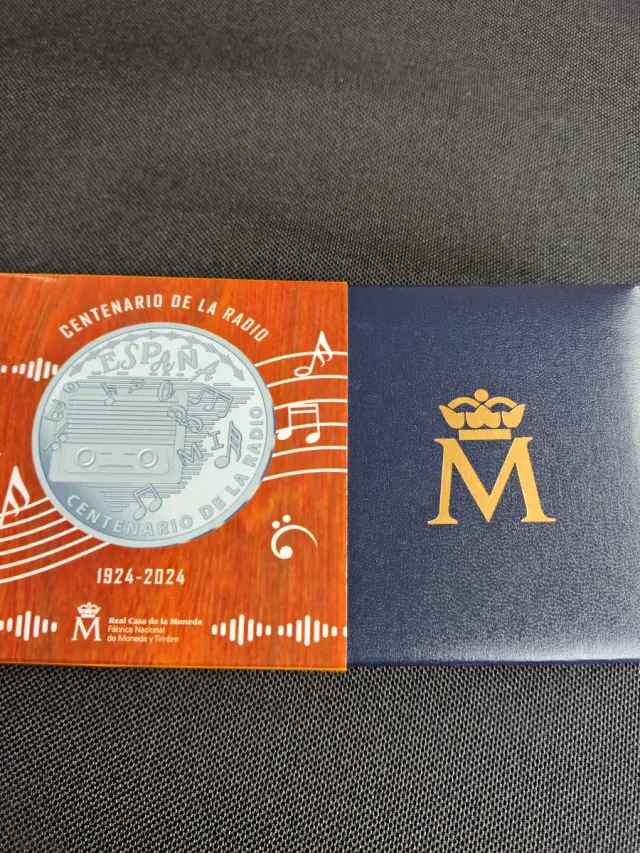 CENTENARIO DE LA RADIO
ESPAÑA
CENTENARIO DE LA RADIO
1924-2024
M
Real Casa de la Moneda
Fábrica Nacional
de Moneda y Timbre
M